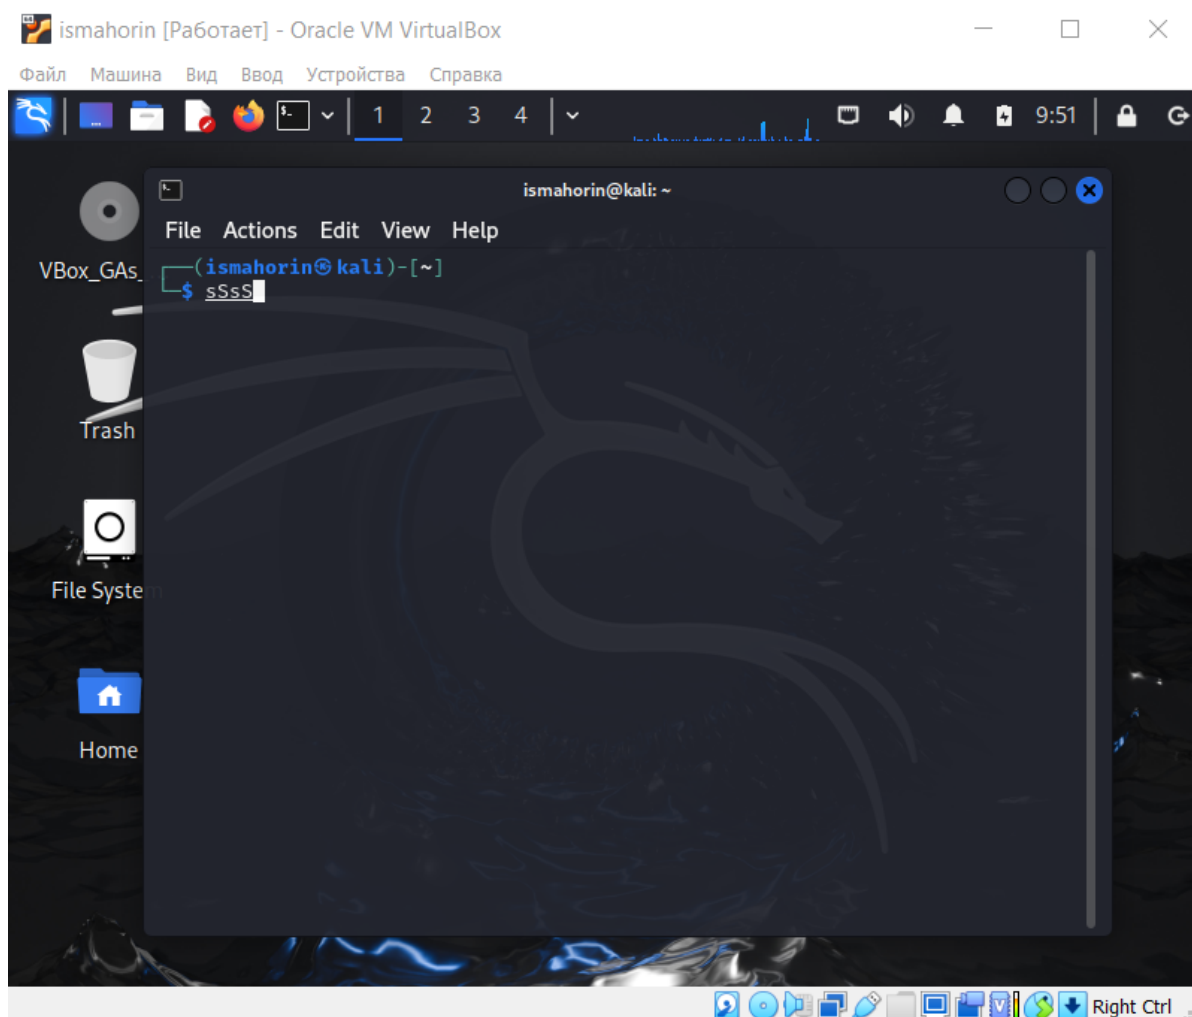 ismahorin [Работает] - Oracle VM VirtualBox
Файл Машина Вид Ввод Устройства Справка
1 2 3 4 9:51
ismahorin@kali: ~
File Actions Edit View Help
VBox_GAs_
┌──(ismahorin㉿kali)-[~]
└─$ sSsS
Trash
File System
Home
Right Ctrl